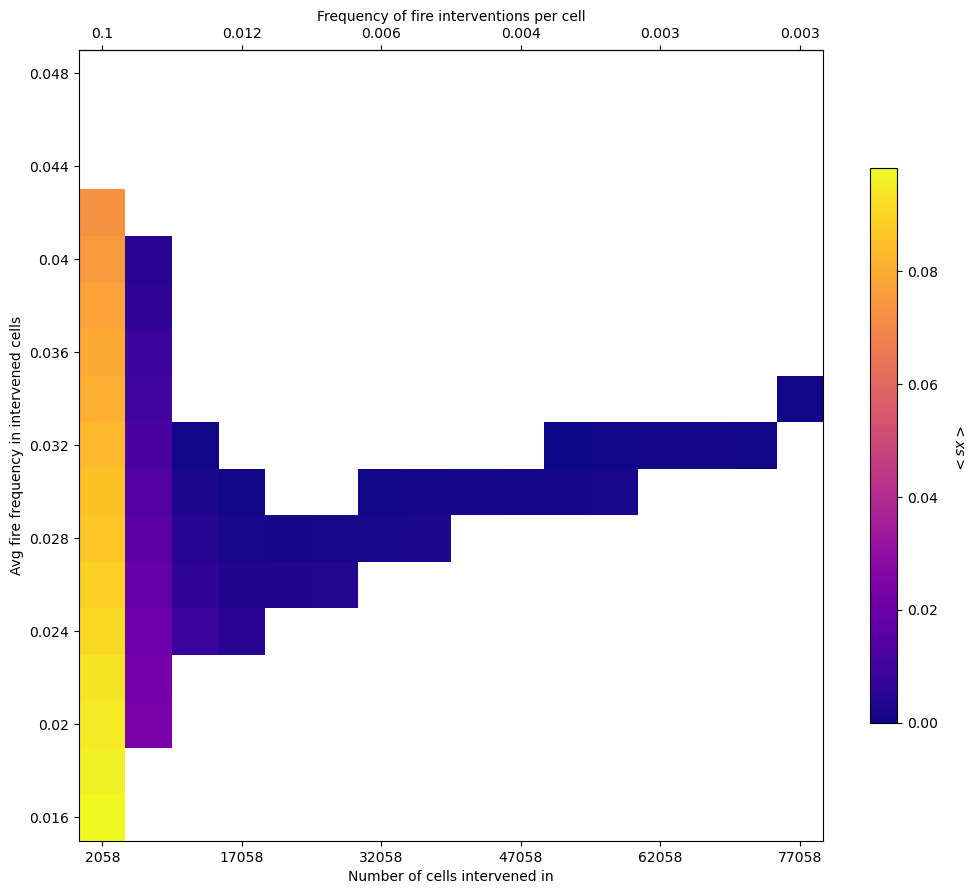 Frequency of fire interventions per cell
0.1 0.012 0.006 0.004 0.003 0.003
0.048
0.044
0.04
0.036
0.032
0.028
0.024
0.02
0.016
Avg fire frequency in intervened cells
2058 17058 32058 47058 62058 77058
Number of cells intervened in
0.08
0.06
0.04
0.02
0.00
< sx >